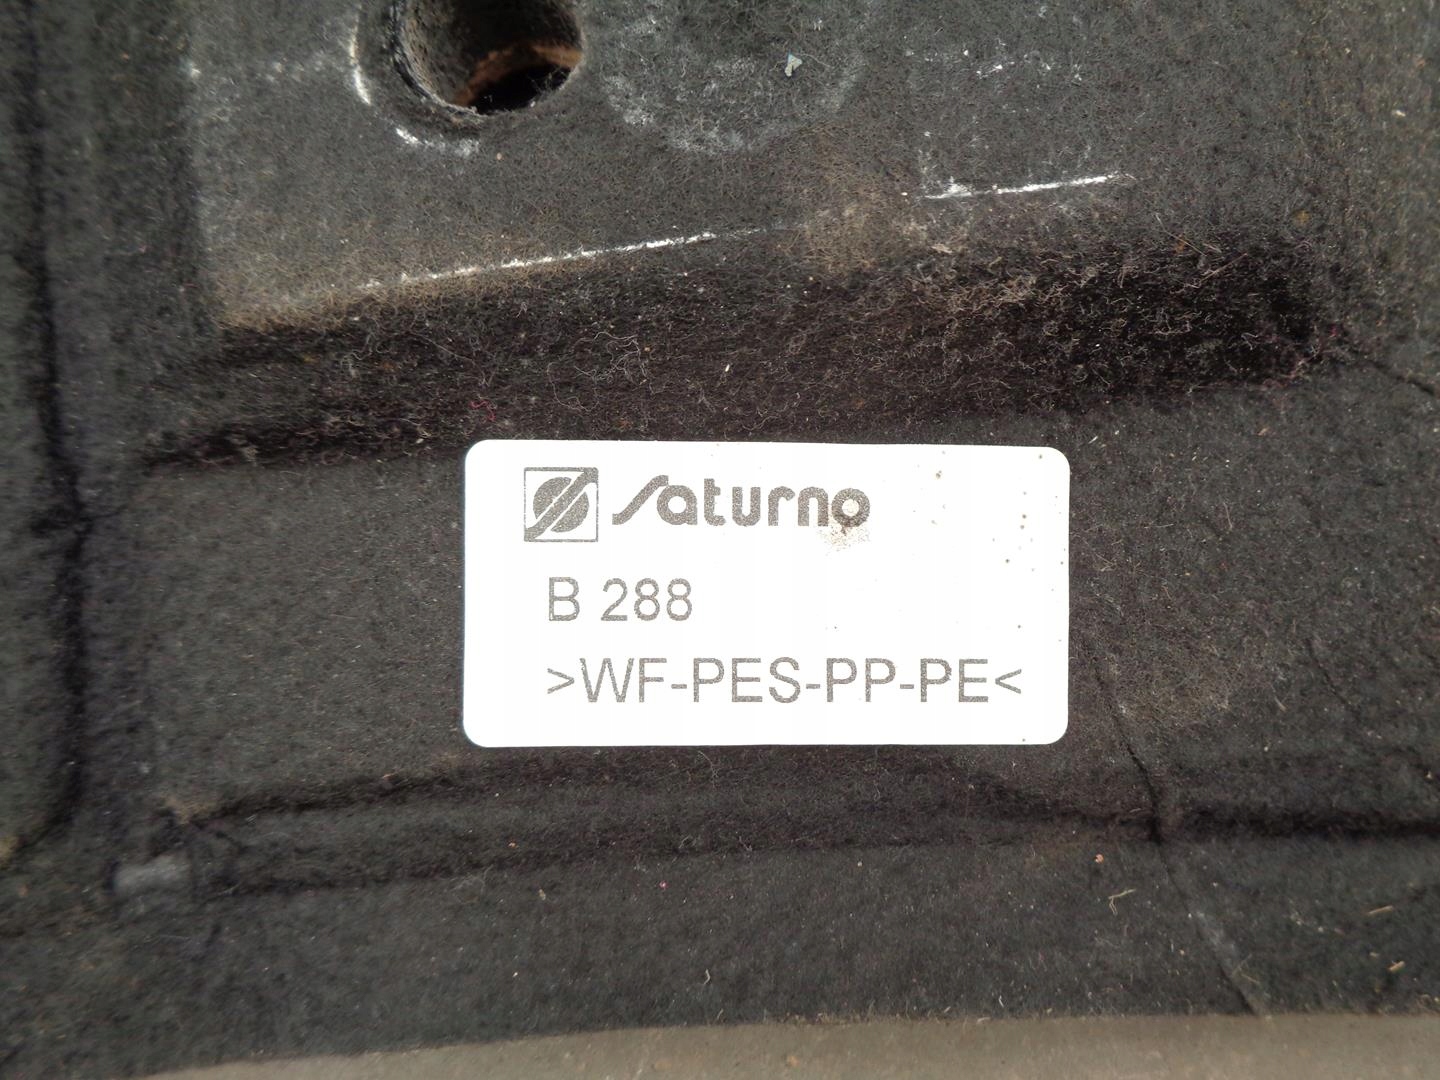 Saturno
B 288
>WF-PES-PP-PE<